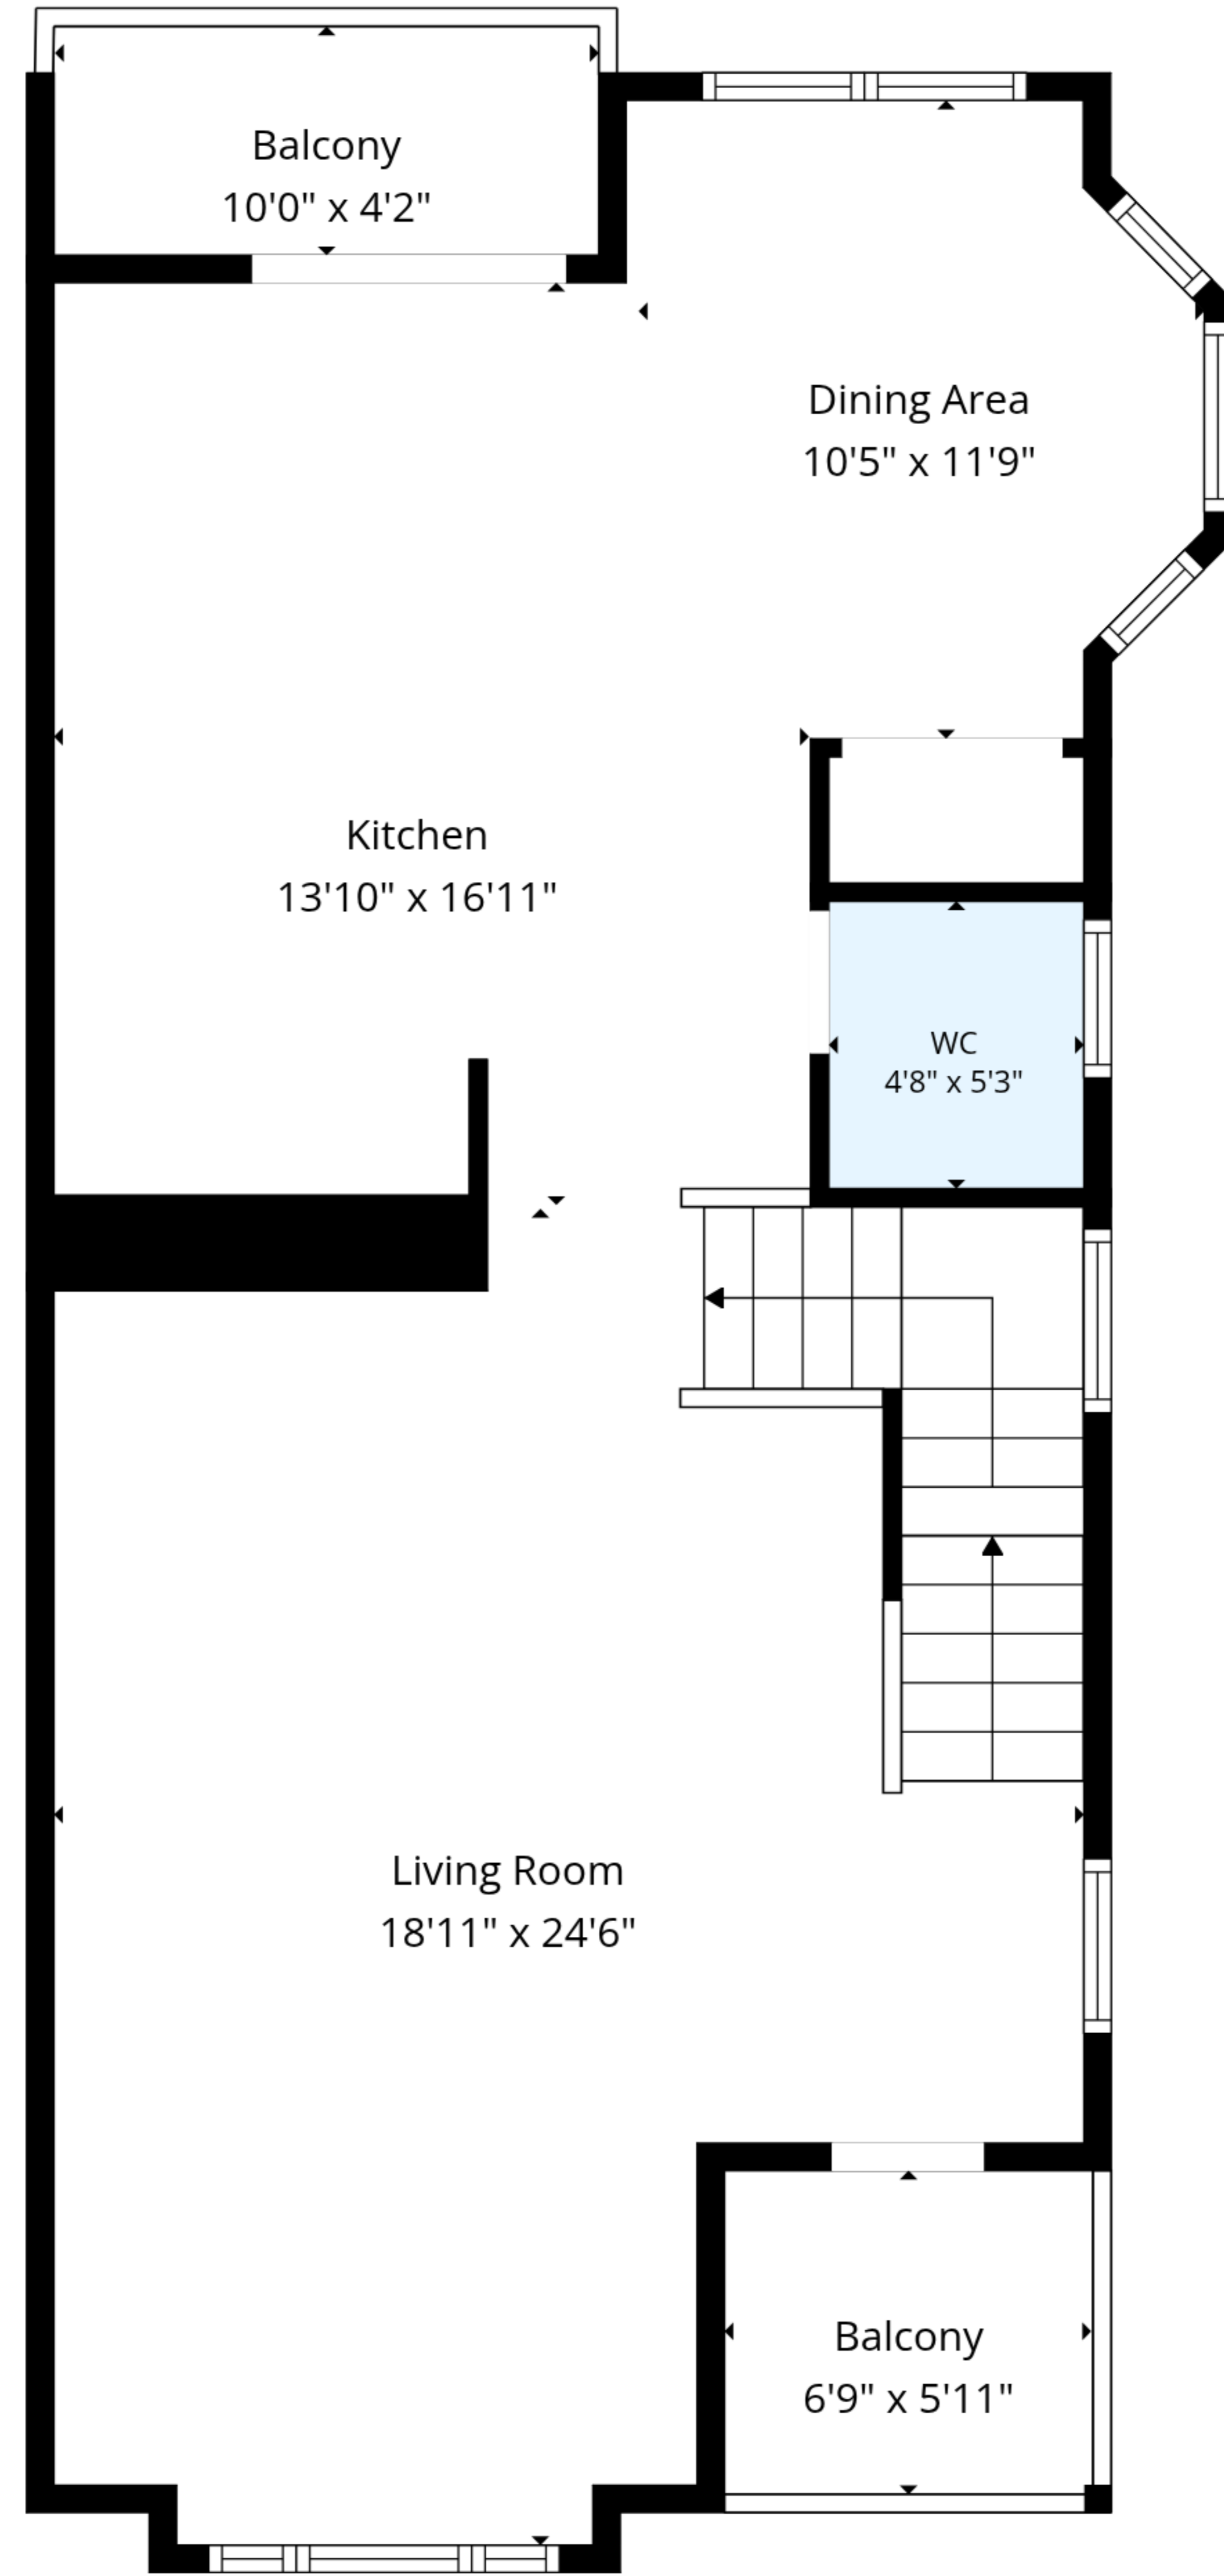 Balcony
10'0" x 4'2"
Dining Area
10'5" x 11'9"
Kitchen
13'10" x 16'11"
WC
4'8" x 5'3"
Living Room
18'11" x 24'6"
Balcony
6'9" x 5'11"